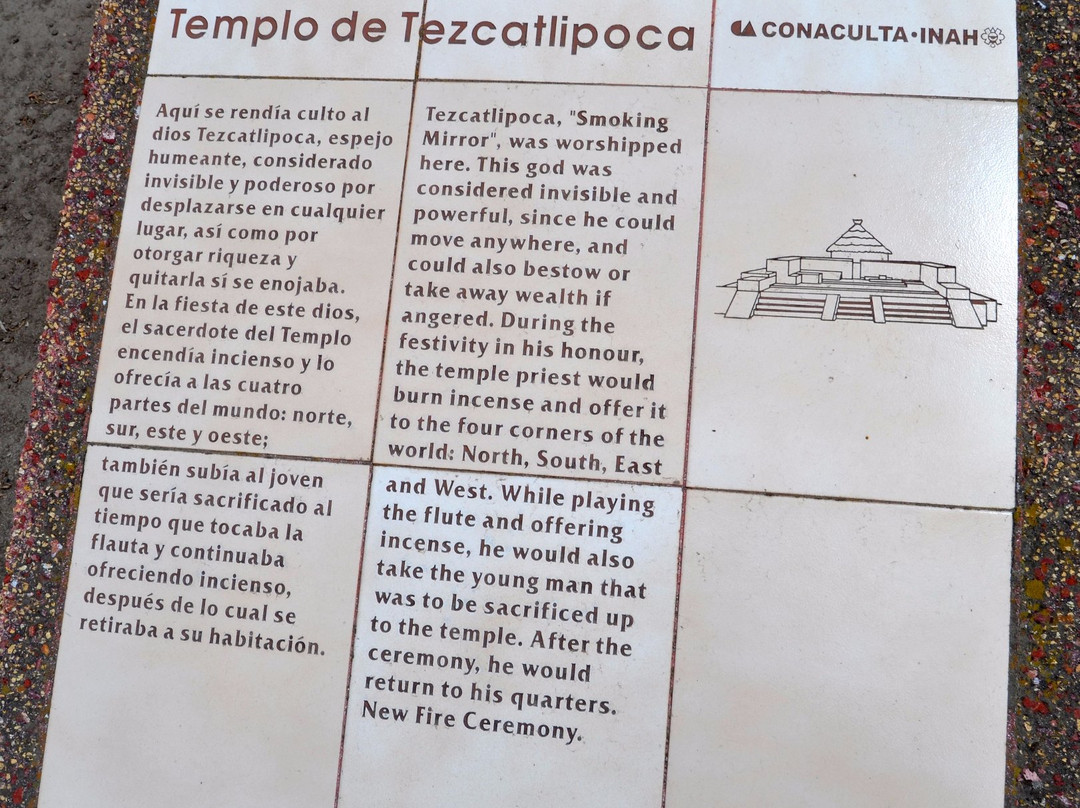 Templo de Tezcatlipoca
CONACULTA•INAH
Aquí se rendía culto al
dios Tezcatlipoca, espejo
humeante, considerado
invisible y poderoso por
desplazarse en cualquier
lugar, así como por
otorgar riqueza y
quitarla sí se enojaba.
En la fiesta de este dios,
el sacerdote del Templo
encendía incienso y lo
ofrecía a las cuatro
partes del mundo: norte,
sur, este y oeste;
también subía al joven
que sería sacrificado al
tiempo que tocaba la
flauta y continuaba
ofreciendo incienso,
después de lo cual se
retiraba a su habitación.
Tezcatlipoca, "Smoking
Mirror", was worshipped
here. This god was
considered invisible and
powerful, since he could
move anywhere, and
could also bestow or
take away wealth if
angered. During the
festivity in his honour,
the temple priest would
burn incense and offer it
to the four corners of the
world: North, South, East
and West. While playing
the flute and offering
incense, he would also
take the young man that
was to be sacrificed up
to the temple. After the
ceremony, he would
return to his quarters.
New Fire Ceremony.